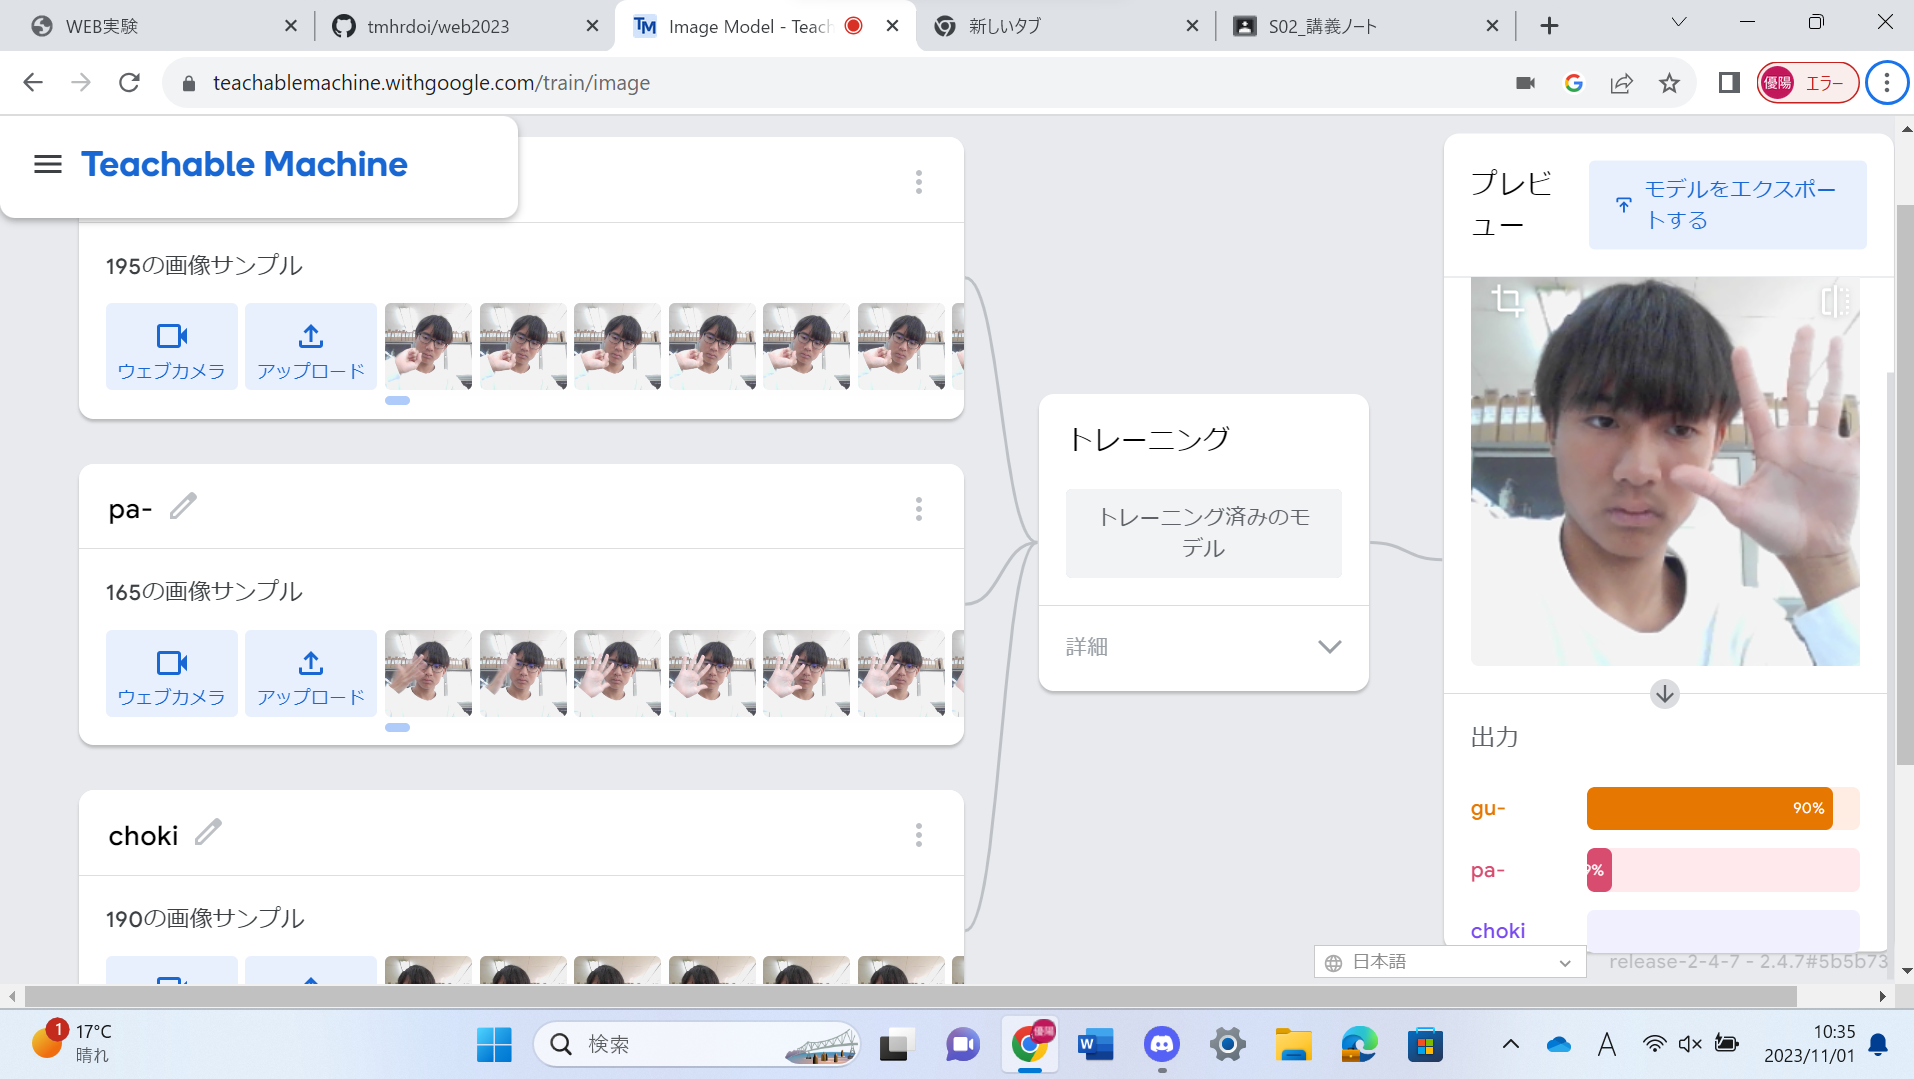 WEB実験
tmhrdoi/web2023
Image Model - Teach
新しいタブ
S02_講義ノート
teachablemachine.withgoogle.com/train/image
優陽
エラー
Teachable Machine
195の画像サンプル
ウェブカメラ
アップロード
pa-
165の画像サンプル
ウェブカメラ
アップロード
choki
190の画像サンプル
トレーニング
トレーニング済みのモ
デル
詳細
プレビ
ュー
モデルをエクスポー
トする
出力
gu-
90%
pa-
9%
choki
日本語
release-2-4-7 - 2.4.7#5b5b73
1
17°C
晴れ
検索
優陽
A
10:35
2023/11/01